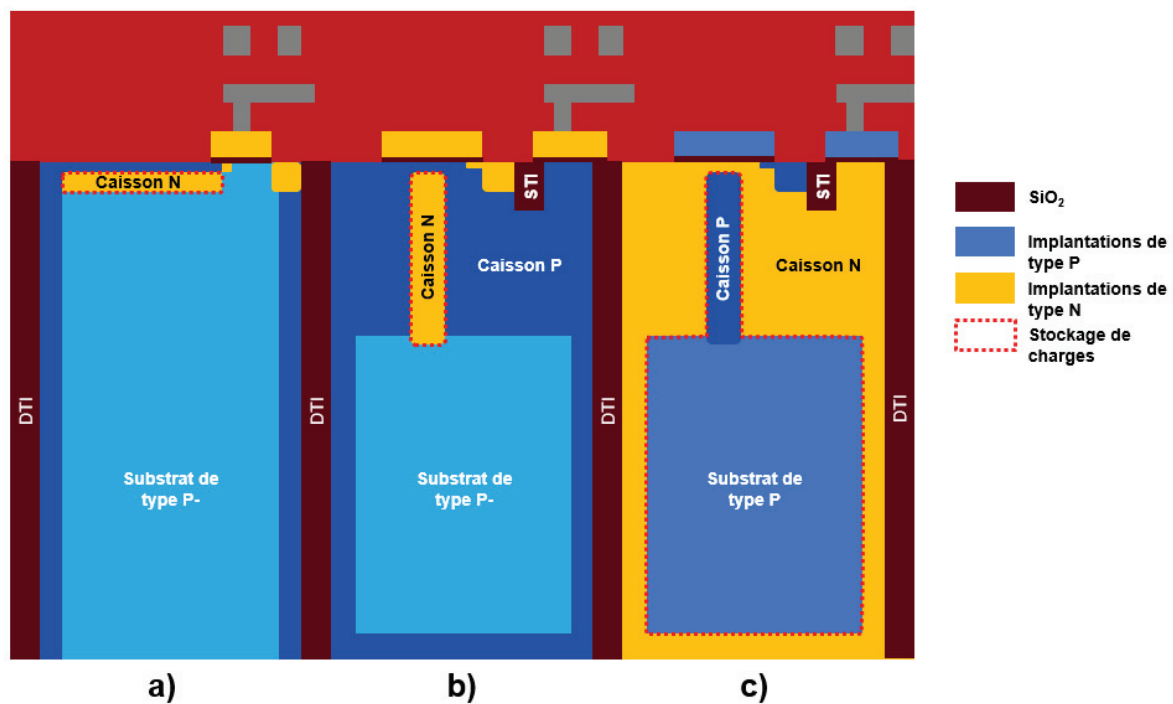 Caisson N
STI
STI
Caisson N
Caisson P
Caisson P
Caisson N
DTI
DTI
DTI
DTI
Substrat de
type P-
Substrat de
type P-
Substrat de
type P
a)
b)
c)
SiO₂
Implantations de
type P
Implantations de
type N
Stockage de
charges